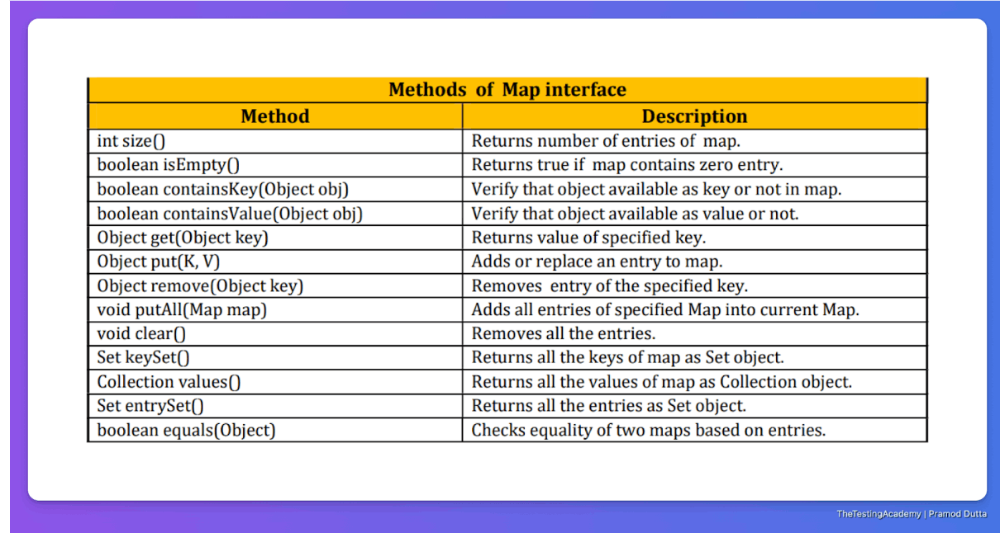 Methods of Map interface
Method Description
int size() Returns number of entries of map.
boolean isEmpty() Returns true if map contains zero entry.
boolean containsKey(Object obj) Verify that object available as key or not in map.
boolean containsValue(Object obj) Verify that object available as value or not.
Object get(Object key) Returns value of specified key.
Object put(K, V) Adds or replace an entry to map.
Object remove(Object key) Removes entry of the specified key.
void putAll(Map map) Adds all entries of specified Map into current Map.
void clear() Removes all the entries.
Set keySet() Returns all the keys of map as Set object.
Collection values() Returns all the values of map as Collection object.
Set entrySet() Returns all the entries as Set object.
boolean equals(Object) Checks equality of two maps based on entries.
TheTestingAcademy | Pramod Dutta